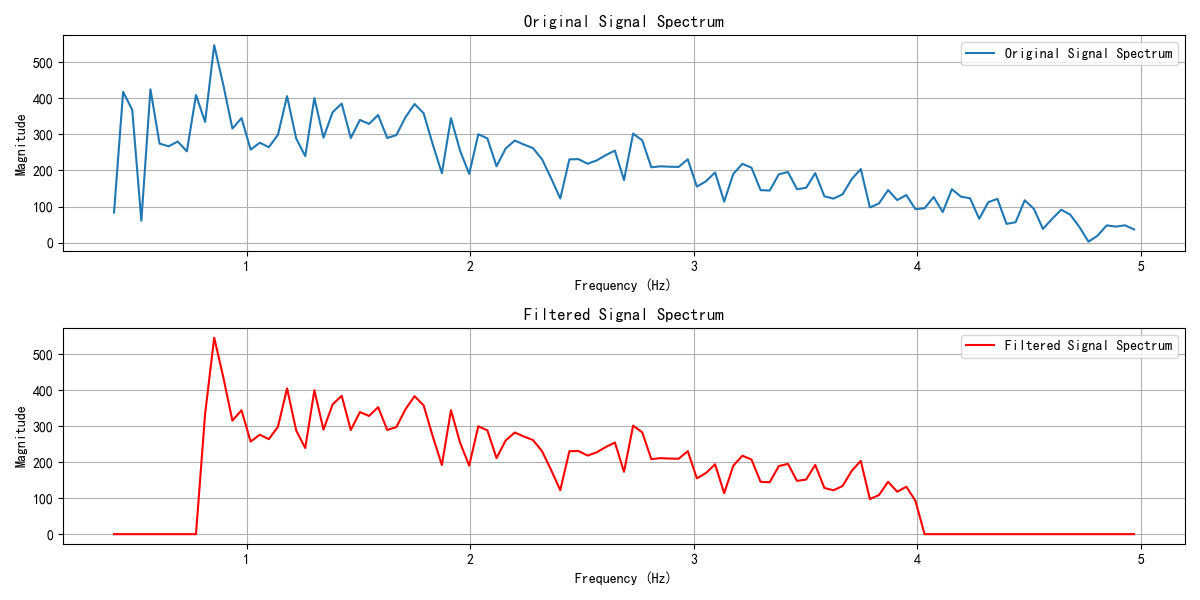 Original Signal Spectrum
Original Signal Spectrum
Magnitude
500
400
300
200
100
0
1 2 3 4 5
Frequency (Hz)
Filtered Signal Spectrum
Filtered Signal Spectrum
Magnitude
500
400
300
200
100
0
1 2 3 4 5
Frequency (Hz)